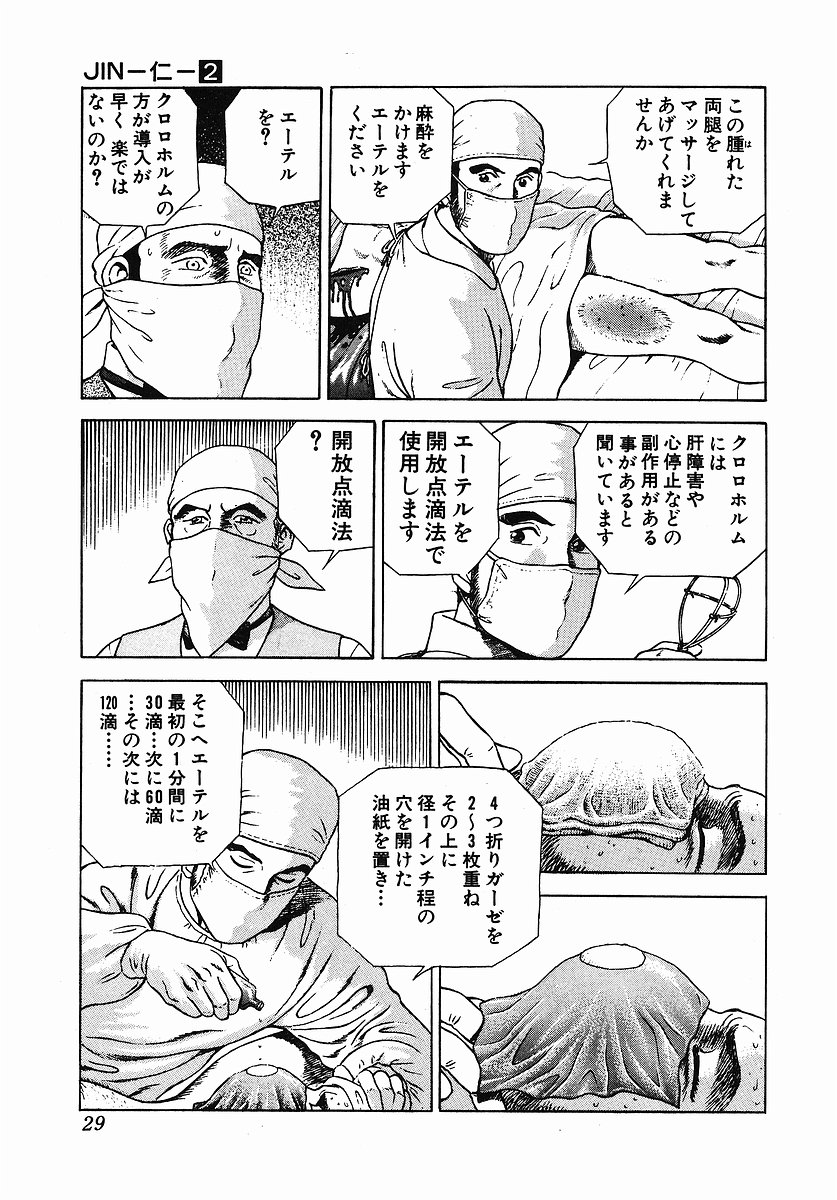 JIN－仁－2
この腫れた
は
両腿を
マッサージして
あげてくれま
せんか
麻酔を
かけます
エーテルを
ください
エーテル
を？
クロロホルムの
方が導入が
早く 楽では
ないのか？
クロロホルム
には
肝障害や
心停止などの
副作用がある
事があると
聞いています
エーテルを
開放点滴法で
使用します
開放点滴法
？
4つ折りガーゼを
2〜3枚重ね
その上に
径1インチ程の
穴を開けた
油紙を置き…
そこへエーテルを
最初の1分間に
30滴…次に60滴
…その次には
120滴……
29